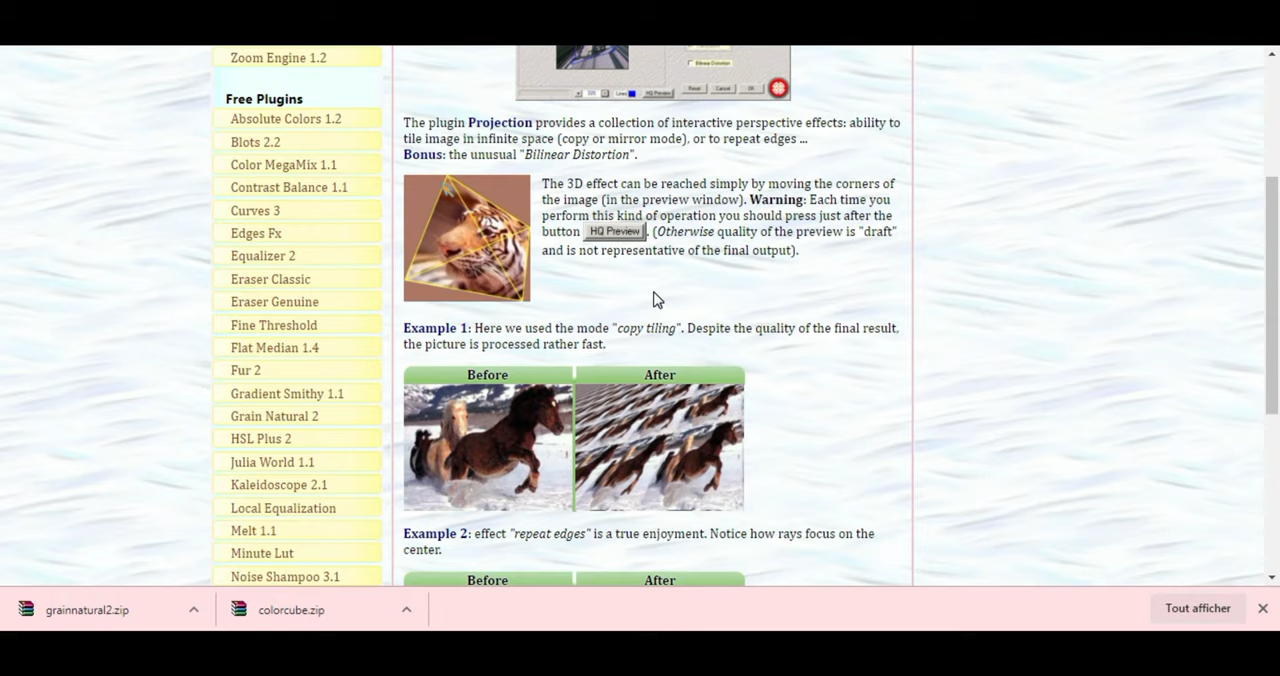 Zoom Engine 1.2
Free Plugins
Absolute Colors 1.2
Blots 2.2
Color MegaMix 1.1
Contrast Balance 1.1
Curves 3
Edges Fx
Equalizer 2
Eraser Classic
Eraser Genuine
Fine Threshold
Flat Median 1.4
Fur 2
Gradient Smithy 1.1
Grain Natural 2
HSL Plus 2
Julia World 1.1
Kaleidoscope 2.1
Local Equalization
Melt 1.1
Minute Lut
Noise Shampoo 3.1
Bilinear Distortion
Lines HQ Preview Reset Cancel OK
The plugin Projection provides a collection of interactive perspective effects: ability to
tile image in infinite space (copy or mirror mode), or to repeat edges ...
Bonus: the unusual "Bilinear Distortion".
The 3D effect can be reached simply by moving the corners of
the image (in the preview window). Warning: Each time you
perform this kind of operation you should press just after the
button HQ Preview. (Otherwise quality of the preview is "draft"
and is not representative of the final output).
Example 1: Here we used the mode "copy tiling". Despite the quality of the final result,
the picture is processed rather fast.
Before After
Example 2: effect "repeat edges" is a true enjoyment. Notice how rays focus on the
center.
Before After
grainnatural2.zip colorcube.zip Tout afficher